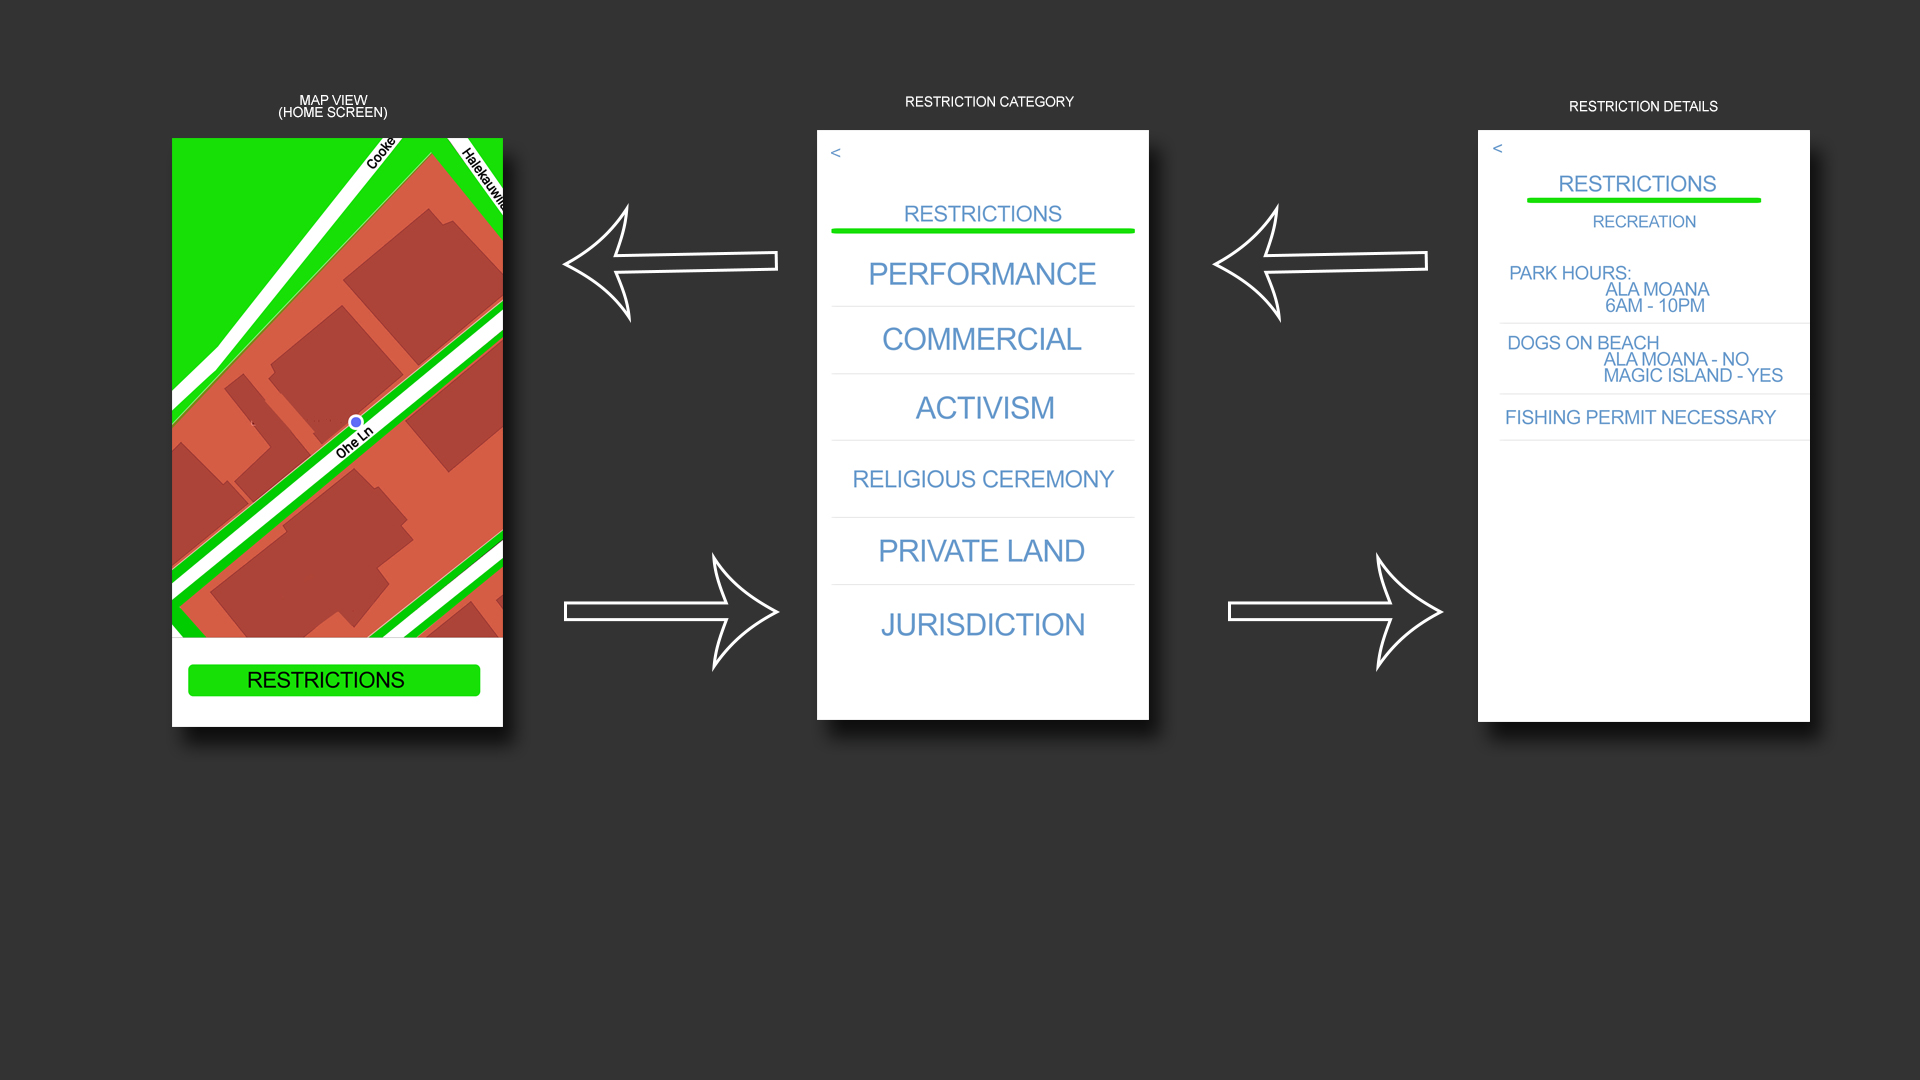 MAP VIEW
(HOME SCREEN)
Cooke
Ohe Ln
RESTRICTIONS
RESTRICTION CATEGORY
<
RESTRICTIONS
PERFORMANCE
COMMERCIAL
ACTIVISM
RELIGIOUS CEREMONY
PRIVATE LAND
JURISDICTION
RESTRICTION DETAILS
<
RESTRICTIONS
RECREATION
PARK HOURS:
ALA MOANA
6AM - 10PM
DOGS ON BEACH
ALA MOANA - NO
MAGIC ISLAND - YES
FISHING PERMIT NECESSARY